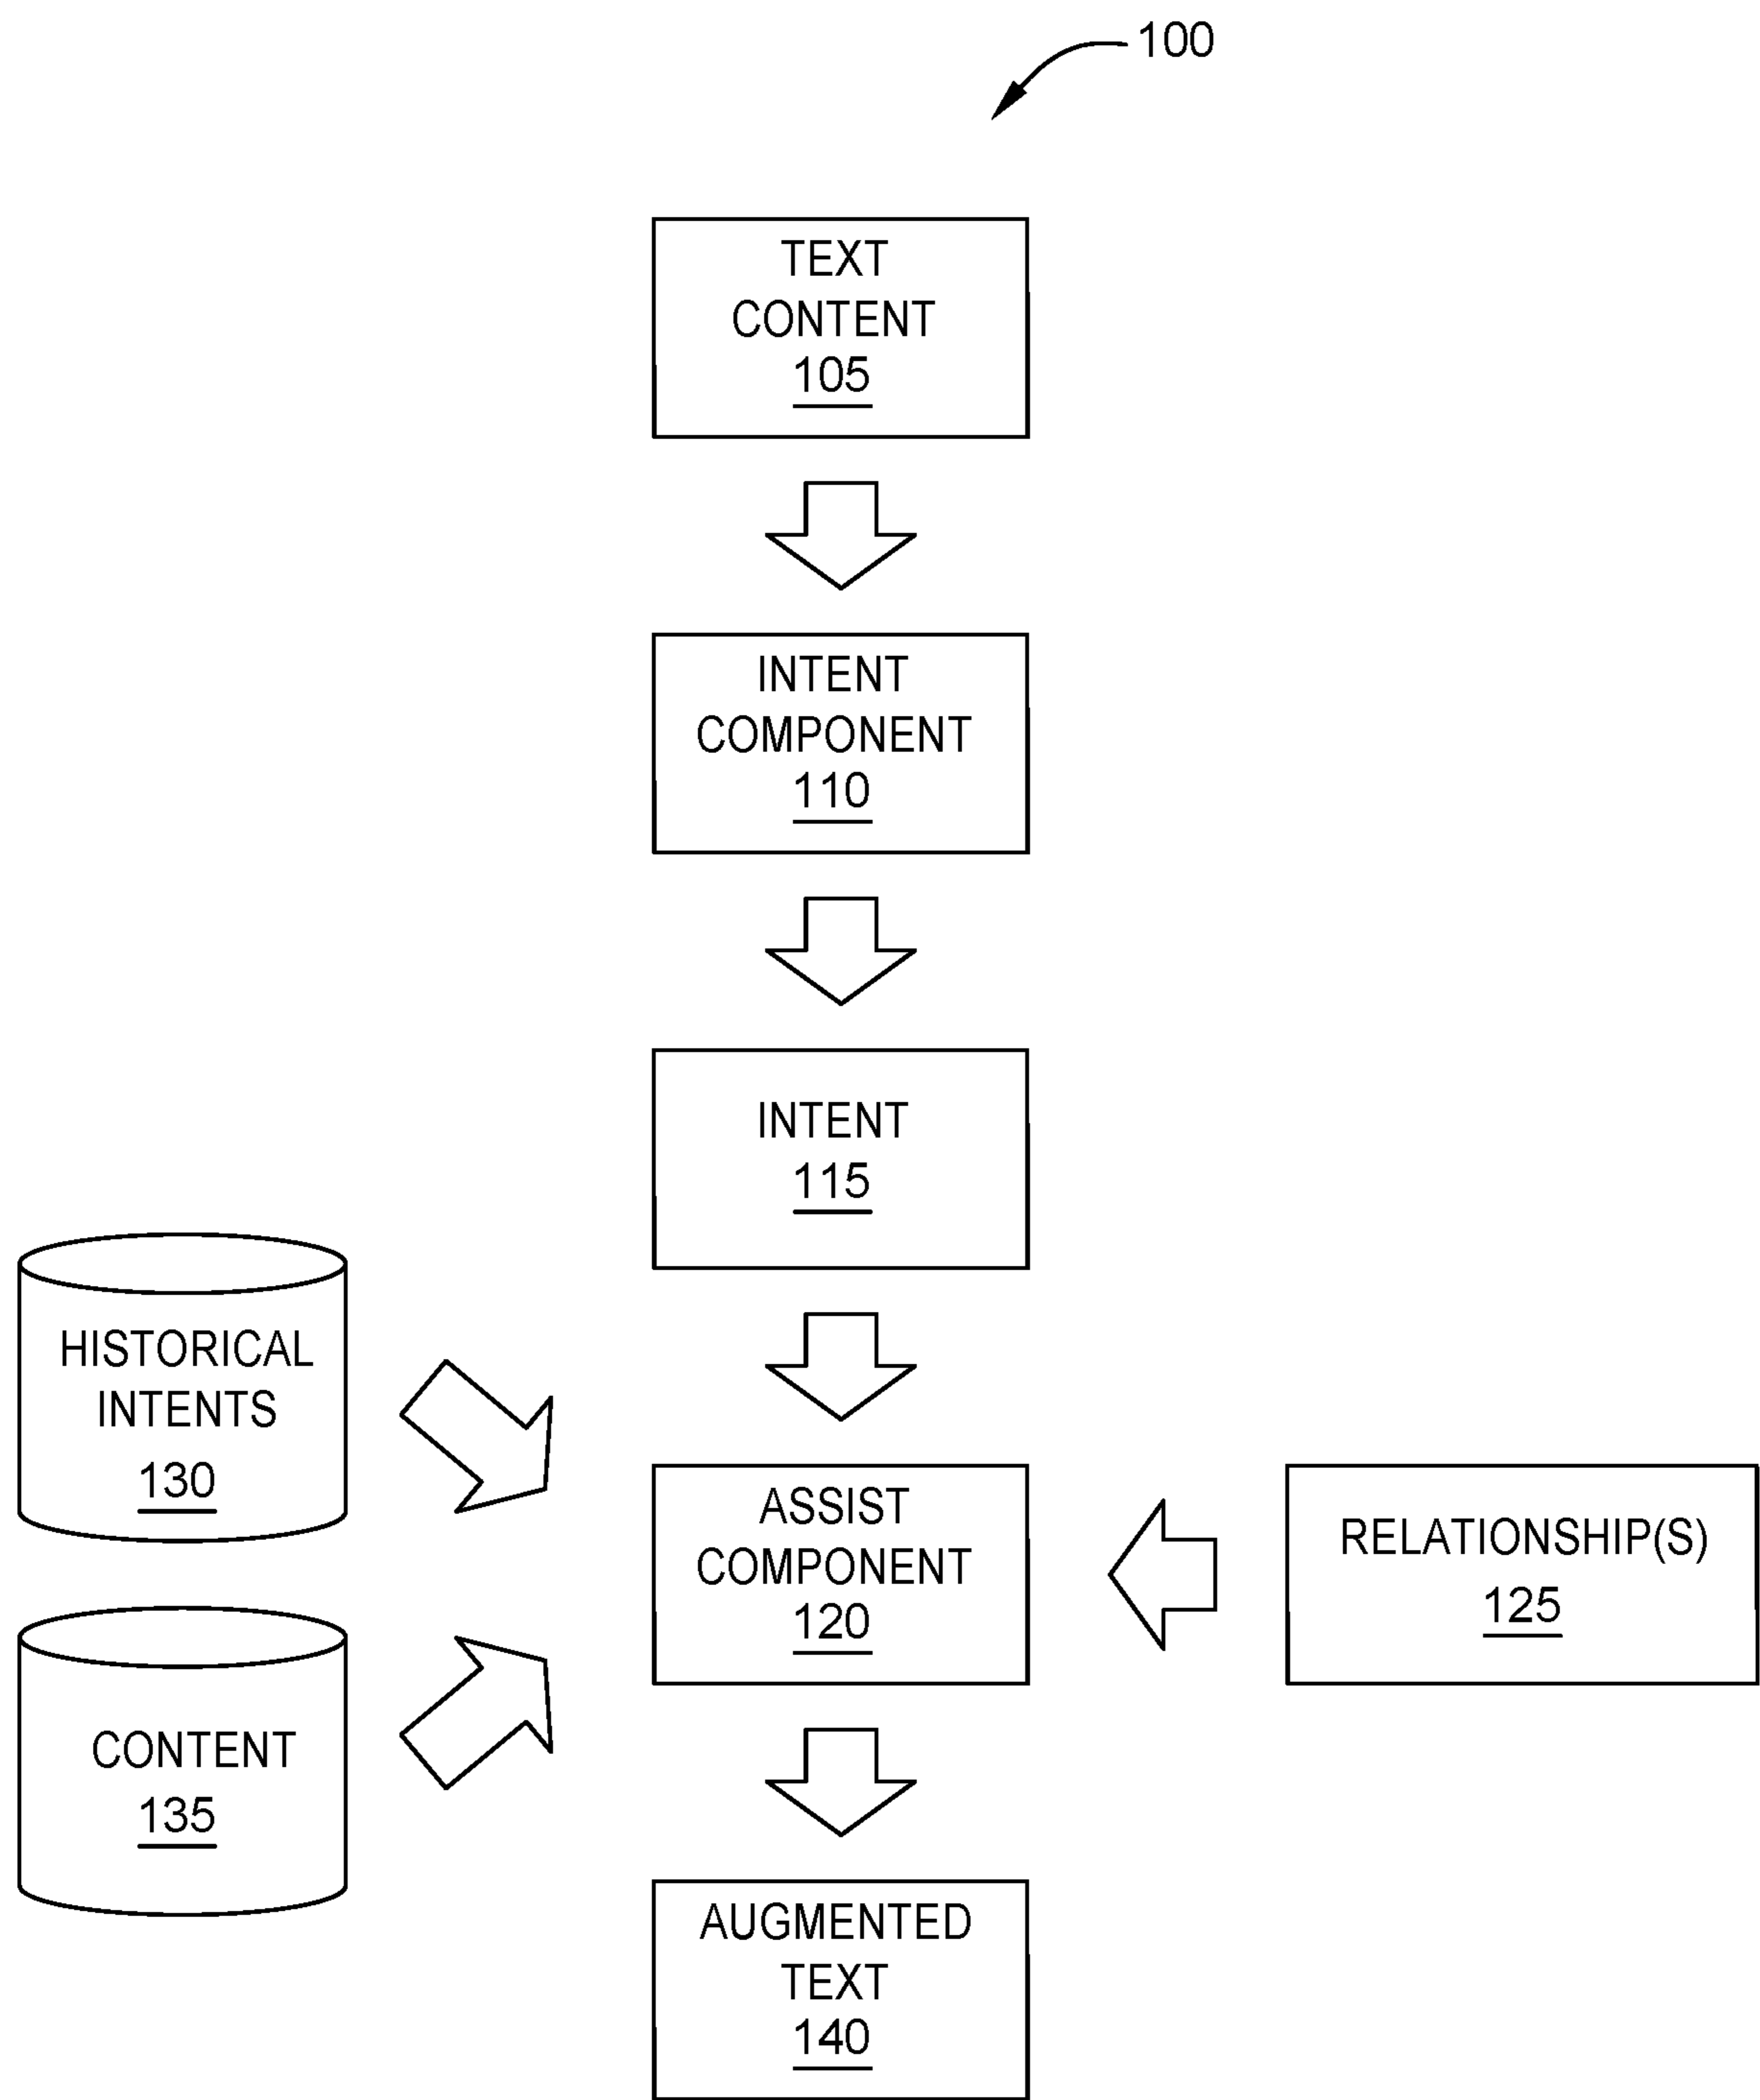 100
TEXT
CONTENT
105
INTENT
COMPONENT
110
INTENT
115
HISTORICAL
INTENTS
130
ASSIST
COMPONENT
120
RELATIONSHIP(S)
125
CONTENT
135
AUGMENTED
TEXT
140